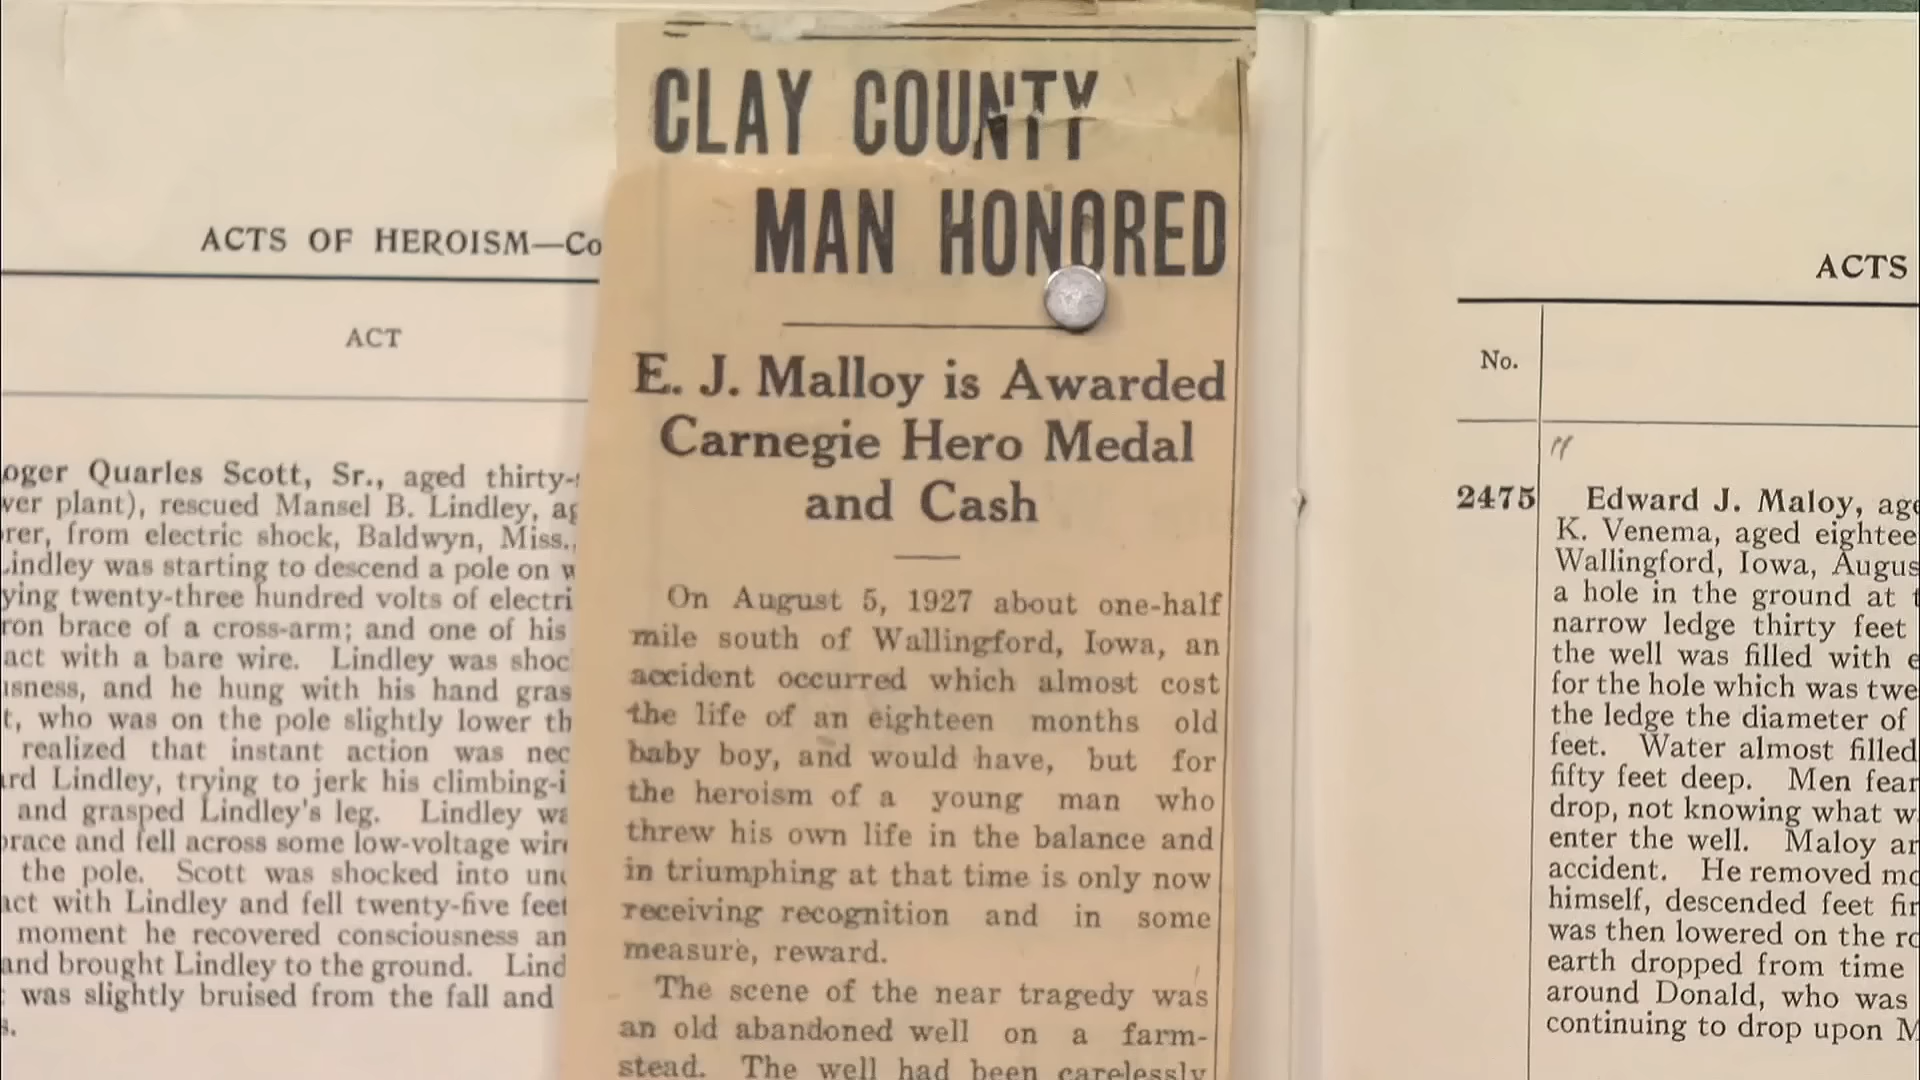 ACTS OF HEROISM—Co
ACT
oger Quarles Scott, Sr., aged thirty-
wer plant), rescued Mansel B. Lindley, ag
rer, from electric shock, Baldwyn, Miss.,
Lindley was starting to descend a pole on w
ying twenty-three hundred volts of electri
ron brace of a cross-arm; and one of his
act with a bare wire. Lindley was shoc
usness, and he hung with his hand gras
t, who was on the pole slightly lower th
realized that instant action was nec
ard Lindley, trying to jerk his climbing-i
and grasped Lindley's leg. Lindley wa
brace and fell across some low-voltage wire
the pole. Scott was shocked into unc
act with Lindley and fell twenty-five feet
moment he recovered consciousness an
and brought Lindley to the ground. Lind
was slightly bruised from the fall and
s.
CLAY COUNTY
MAN HONORED
E. J. Malloy is Awarded
Carnegie Hero Medal
and Cash
On August 5, 1927 about one-half
mile south of Wallingford, Iowa, an
accident occurred which almost cost
the life of an eighteen months old
baby boy, and would have, but for
the heroism of a young man who
threw his own life in the balance and
in triumphing at that time is only now
receiving recognition and in some
measure, reward.
The scene of the near tragedy was
an old abandoned well on a farm-
stead. The well had been carelessly
ACTS
No.
2475 Edward J. Maloy, age
K. Venema, aged eightee
Wallingford, Iowa, Augus
a hole in the ground at t
narrow ledge thirty feet
the well was filled with e
for the hole which was twe
the ledge the diameter of
feet. Water almost filled
fifty feet deep. Men fear
drop, not knowing what w
enter the well. Maloy ar
accident. He removed mo
himself, descended feet fir
was then lowered on the ro
earth dropped from time
around Donald, who was
continuing to drop upon M